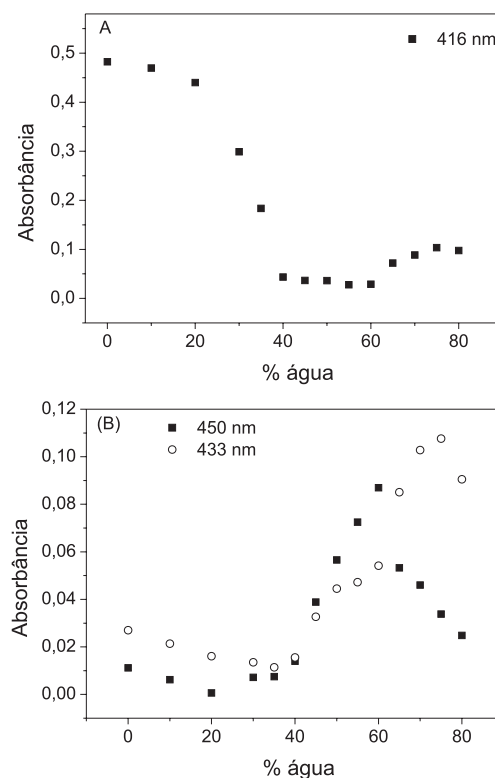 A
416 nm
0,5
0,4
0,3
0,2
0,1
0,0
Absorbância
0 20 40 60 80
% água
(B)
450 nm
433 nm
0,12
0,10
0,08
0,06
0,04
0,02
0,00
Absorbância
0 20 40 60 80
% água